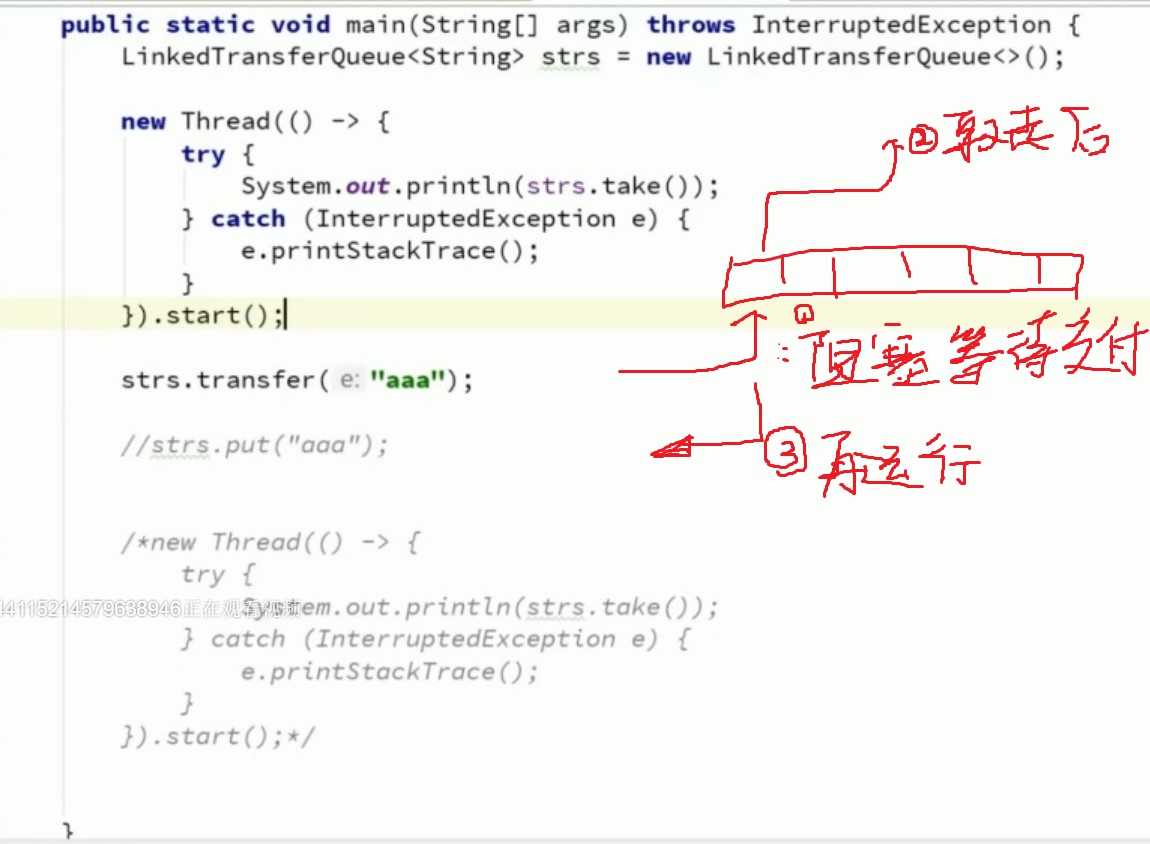 public static void main(String[] args) throws InterruptedException {
LinkedTransferQueue<String> strs = new LinkedTransferQueue<>();
new Thread(() -> {
② 取走后
try {
System.out.println(strs.take());
} catch (InterruptedException e) {
e.printStackTrace();
}
}).start();
① 阻塞等待交付
strs.transfer( e: "aaa");
//strs.put("aaa");
③ 再运行
/*new Thread(() -> {
try {
System.out.println(strs.take());
44115214579638946正在观看视频
} catch (InterruptedException e) {
e.printStackTrace();
}
}).start();*/
}